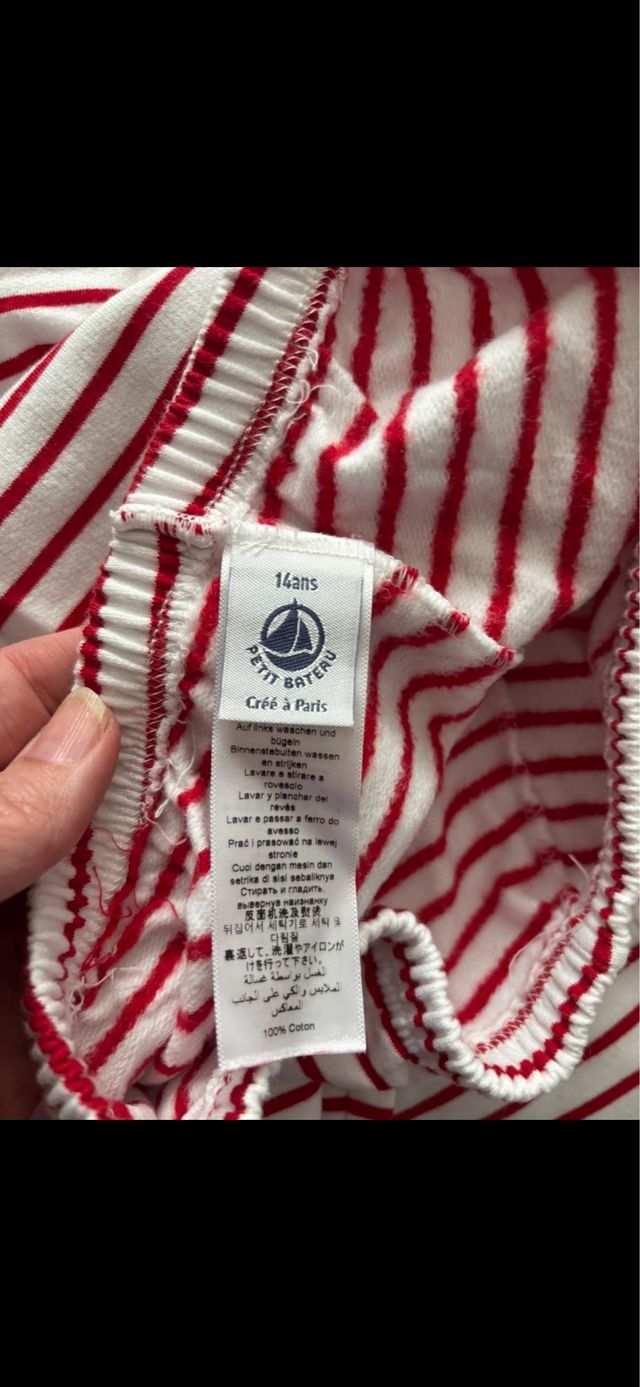 14ans
PETIT BATEAU
Créé à Paris
Auf links waschen und
bügeln
Binnenstebuiten wassen
en strijken
Lavare e stirare a
rovescio
Lavar y planchar del
revés
Lavar e passar a ferro do
avesso
Prać i prasować na lewej
stronie
Cuci dengan mesin dan
setrika di sisi sebaliknya
Стирать и гладить,
вывернув наизнанку
反面机洗及熨烫
뒤집어서 세탁기로 세탁 및
다림질
裏返して、洗濯やアイロンが
けを行って下さい。
الغسل بواسطة غسالة
الملابس والكي على الجانب
المعاكس
100% Coton